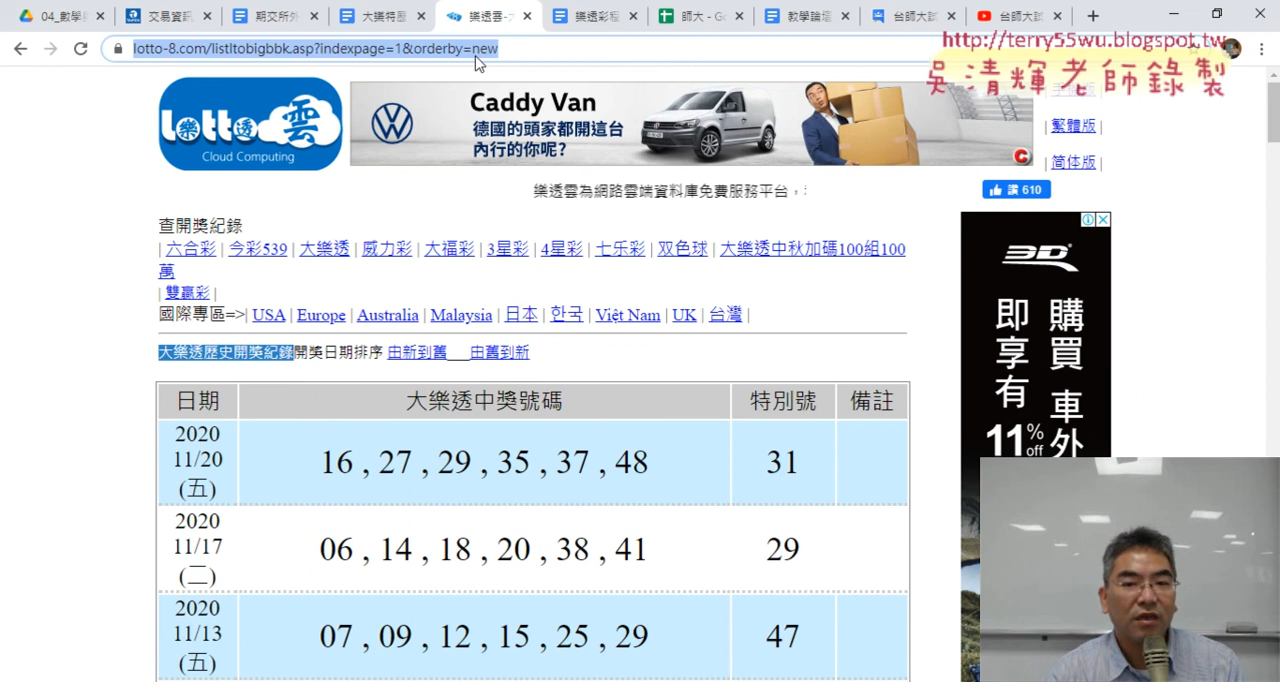 04_數學
交易資訊
期交所外
大樂特
樂透雲-
樂透彩程
師大 - Go
教學論壇
台師大試
台師大試
lotto-8.com/listltobigbbk.asp?indexpage=1&orderby=new
http://terry55wu.blogspot.tw
吳清輝老師錄製
Lotto樂透雲
Cloud Computing
Caddy Van
德國的頭家都開這台
內行的你呢?
手機版
|繁體版|
|简体版|
樂透雲為網路雲端資料庫免費服務平台，
讚 610
查開獎紀錄
| 六合彩 | 今彩539 | 大樂透 | 威力彩 | 大福彩 | 3星彩 | 4星彩 | 七乐彩 | 双色球 | 大樂透中秋加碼100組100
萬
| 雙贏彩 |
國際專區=>| USA | Europe | Australia | Malaysia | 日本 | 한국 | Việt Nam | UK | 台灣 |
大樂透歷史開獎紀錄開獎日期排序 由新到舊 由舊到新
日期 大樂透中獎號碼 特別號 備註
2020
11/20
(五)
16 , 27 , 29 , 35 , 37 , 48 31
2020
11/17
(二)
06 , 14 , 18 , 20 , 38 , 41 29
2020
11/13
(五)
07 , 09 , 12 , 15 , 25 , 29 47
3D
購買車外
即享有
11%
off